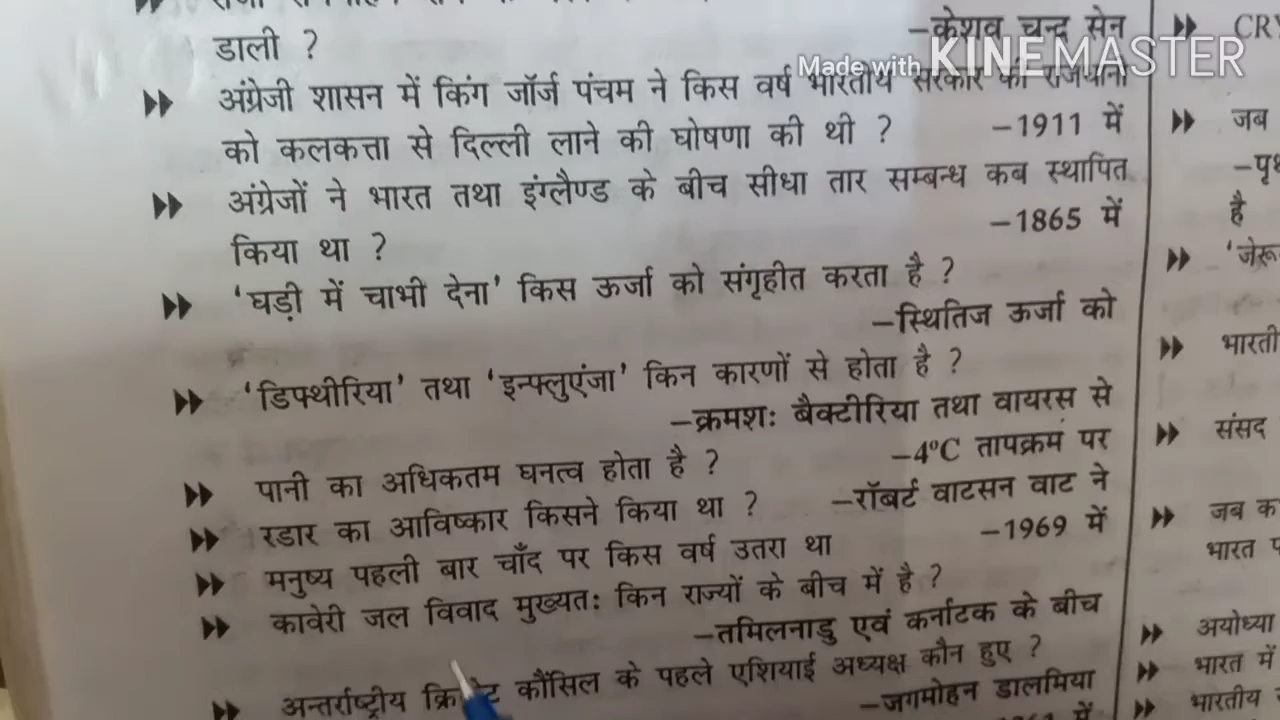 डाली ?
–केशव चन्द्र सेन
Made with KINEMASTER
अंग्रेजी शासन में किंग जॉर्ज पंचम ने किस वर्ष भारतीय सरकार की राजधानी
को कलकत्ता से दिल्ली लाने की घोषणा की थी ? –1911 में
अंग्रेजों ने भारत तथा इंग्लैण्ड के बीच सीधा तार सम्बन्ध कब स्थापित
किया था ? –1865 में
'घड़ी में चाभी देना' किस ऊर्जा को संगृहीत करता है ?
–स्थितिज ऊर्जा को
'डिफ्थीरिया' तथा 'इन्फ्लुएंजा' किन कारणों से होता है ?
–क्रमशः बैक्टीरिया तथा वायरस से
पानी का अधिकतम घनत्व होता है ? –4°C तापक्रम पर
रडार का आविष्कार किसने किया था ? –रॉबर्ट वाटसन वाट ने
मनुष्य पहली बार चाँद पर किस वर्ष उतरा था –1969 में
कावेरी जल विवाद मुख्यतः किन राज्यों के बीच में है ?
–तमिलनाडु एवं कर्नाटक के बीच
अन्तर्राष्ट्रीय कौंसिल के पहले एशियाई अध्यक्ष कौन हुए ?
–जगमोहन डालमिया
में
CRY
जब
है
संसद
जब क
भारत
अयोध्या
भारत में
भारतीय